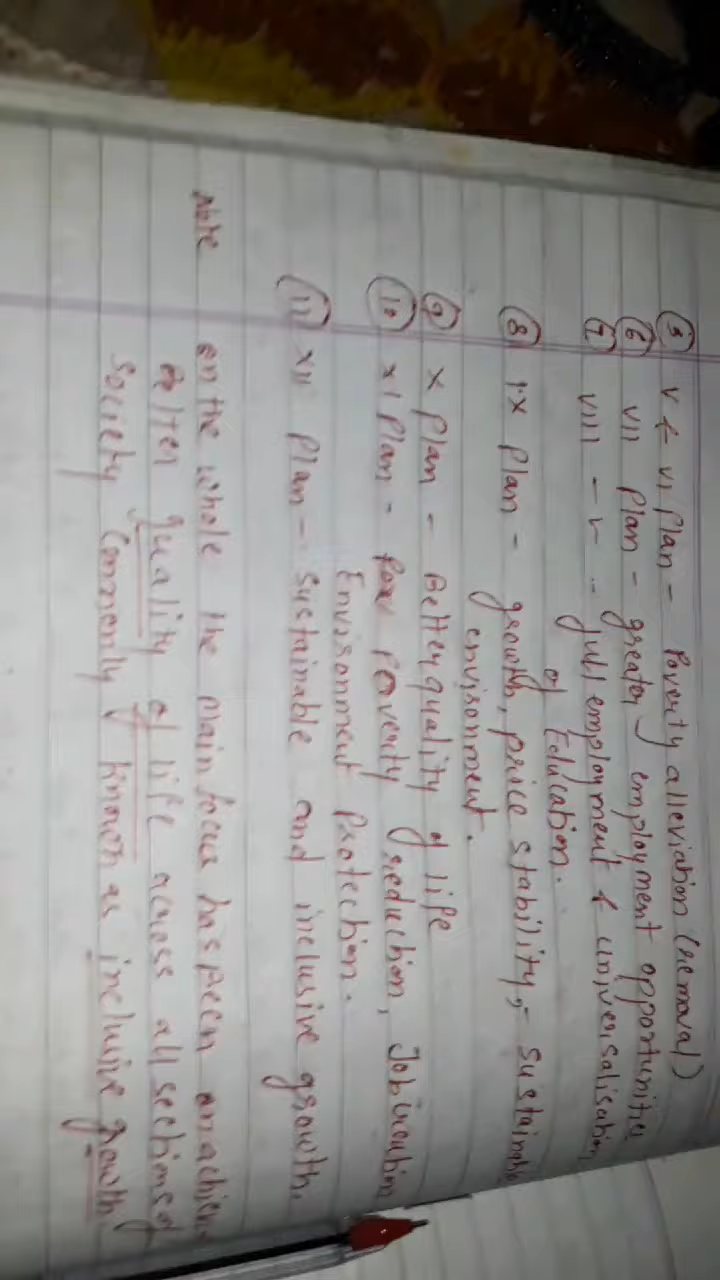 ⑤ V & VI Plan - Poverty alleviation (removal)
⑥ VII Plan - greater employment opportunities
⑦ VIII - full employment & universalisation
of Education.
⑧ IX Plan - growth, price stability, sustainable
environment.
⑨ X Plan - Better quality of life
⑩ XI Plan - Poverty reduction, Job creation
Environment Protection.
⑪ XII Plan - Sustainable and inclusive growth.
Note on the whole the main focus has been on achiev-
quality of life across all sections of
society commonly known as inclusive growth.